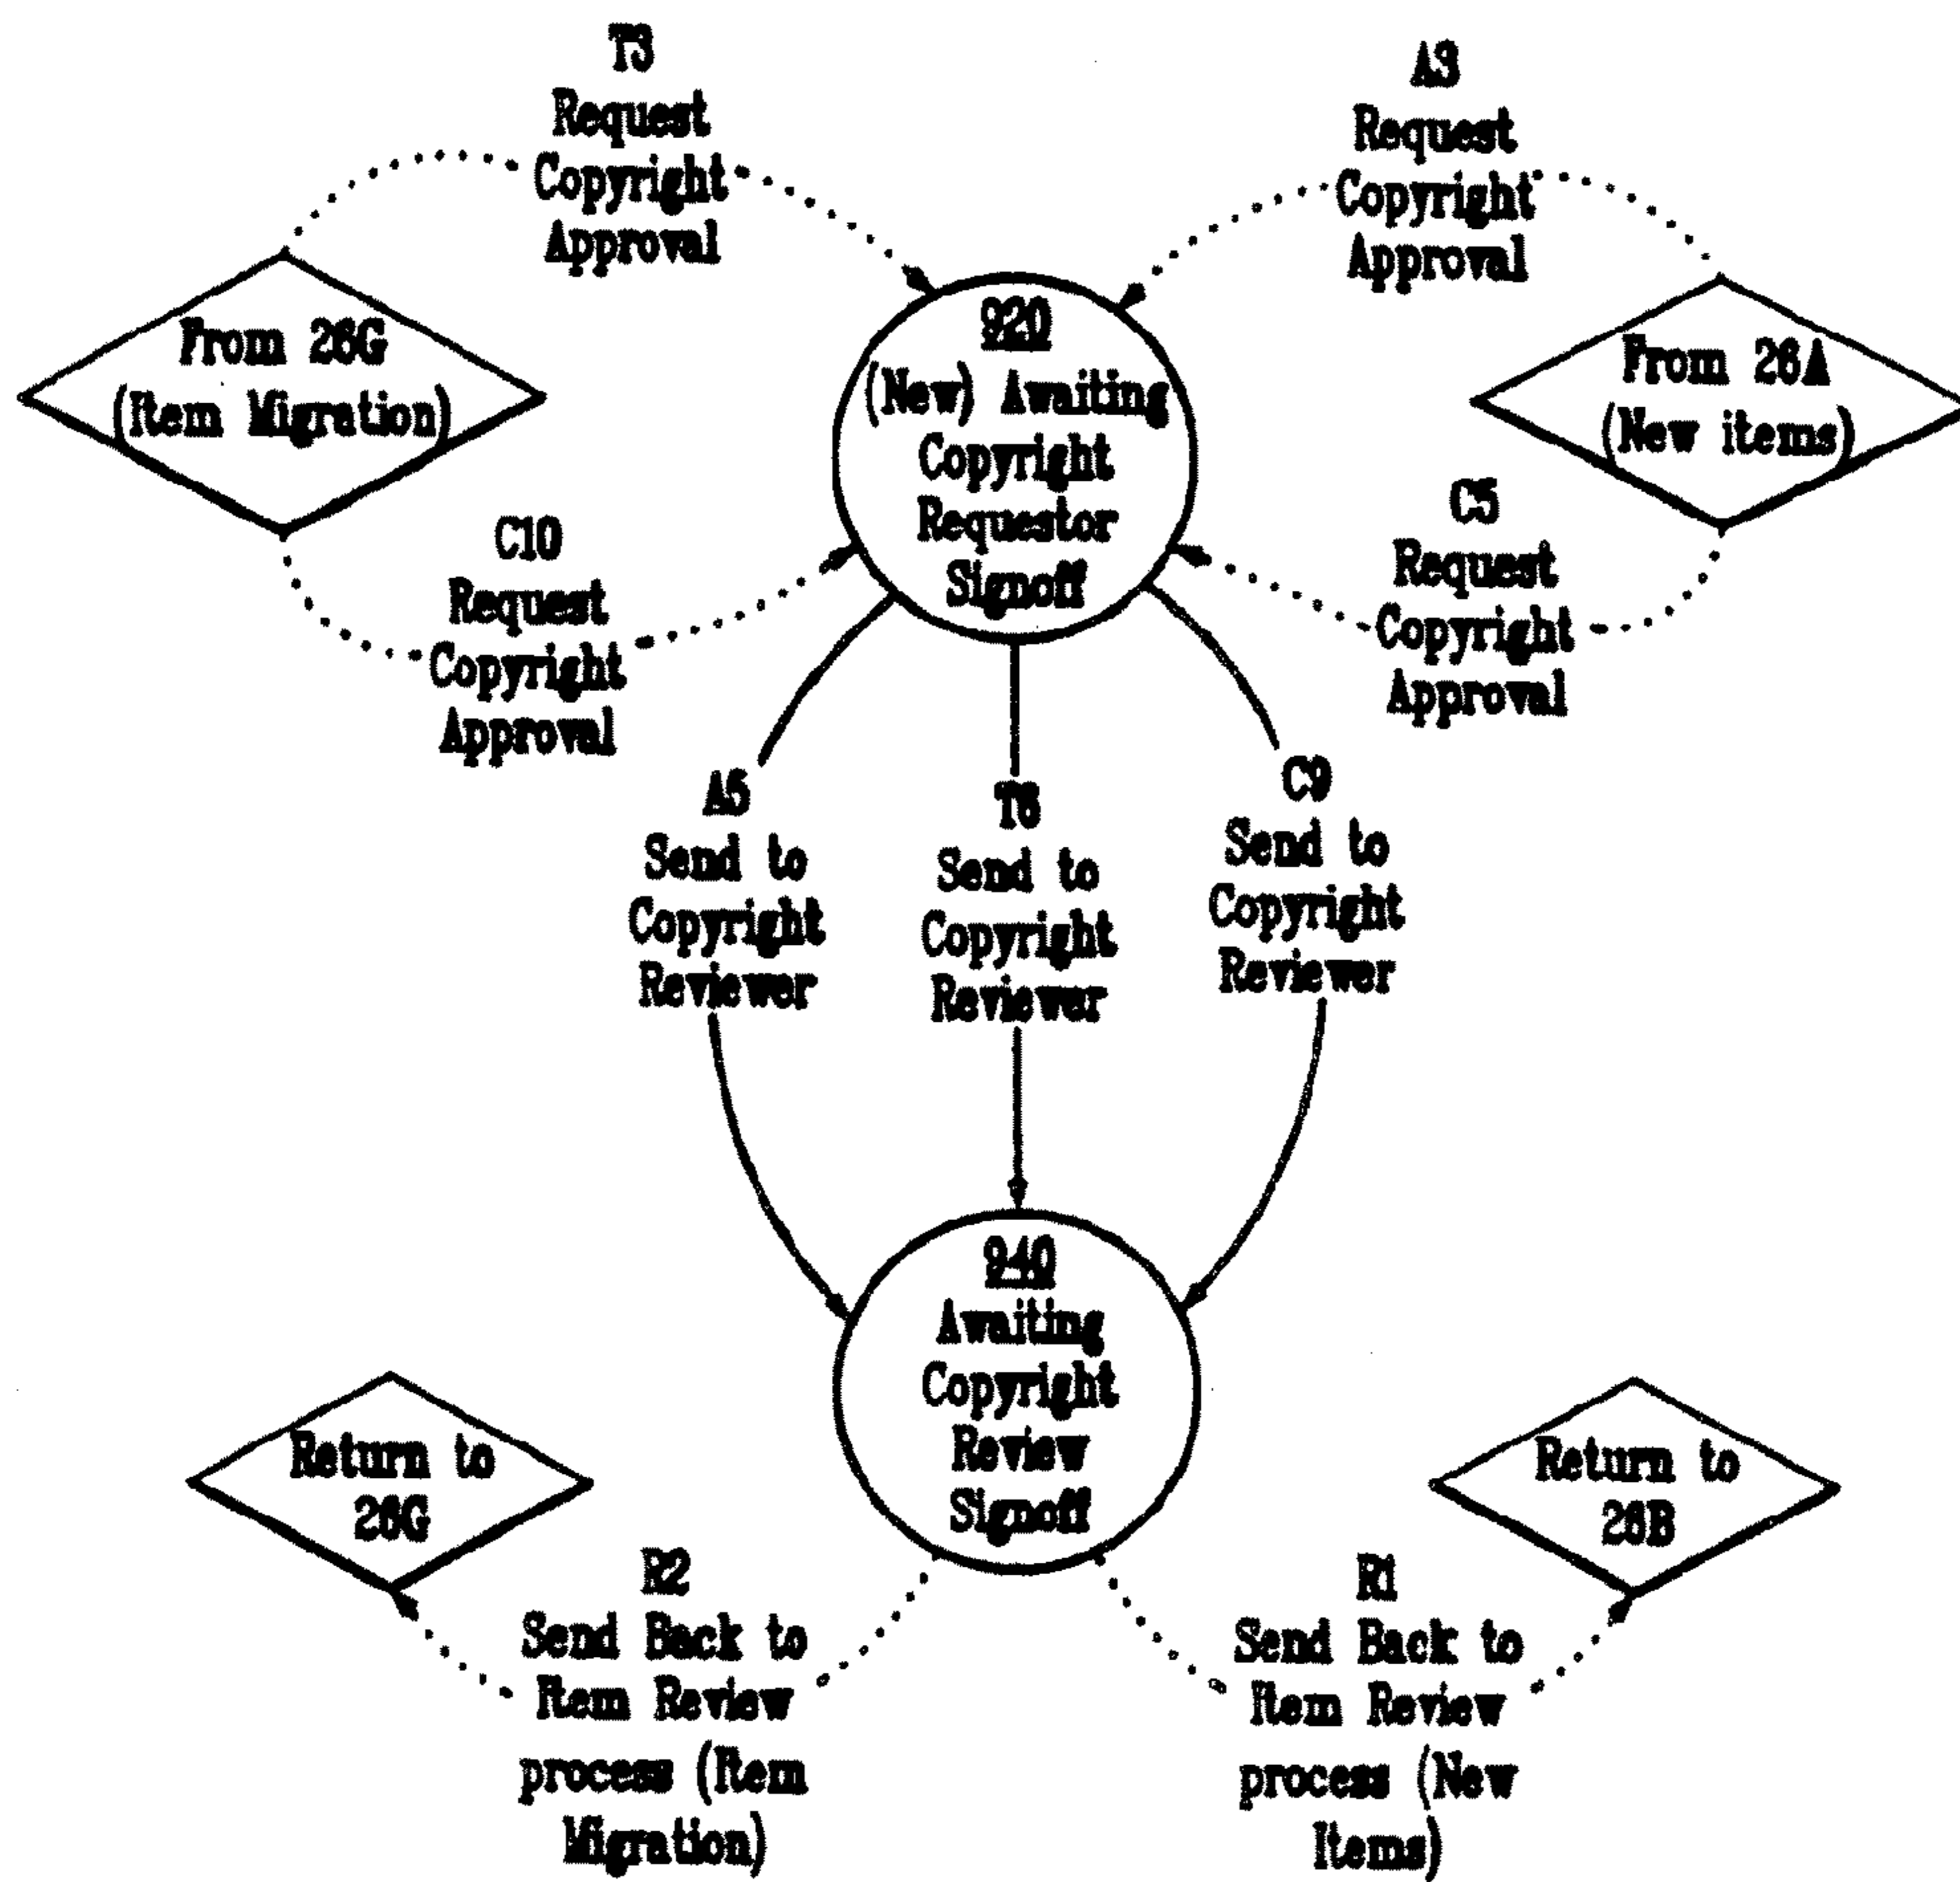 T3
Request
Copyright
Approval
A3
Request
Copyright
Approval
From 26G
(Item Migration)
920
(New) Awaiting
Copyright
Requestor
Signoff
From 26A
(New items)
C10
Request
Copyright
Approval
C5
Request
Copyright
Approval
A5
Send to
Copyright
Reviewer
T6
Send to
Copyright
Reviewer
C9
Send to
Copyright
Reviewer
940
Awaiting
Copyright
Review
Signoff
Return to
26G
Return to
26B
R2
Send Back to
Item Review
process (Item
Migration)
R1
Send Back to
Item Review
process (New
Items)